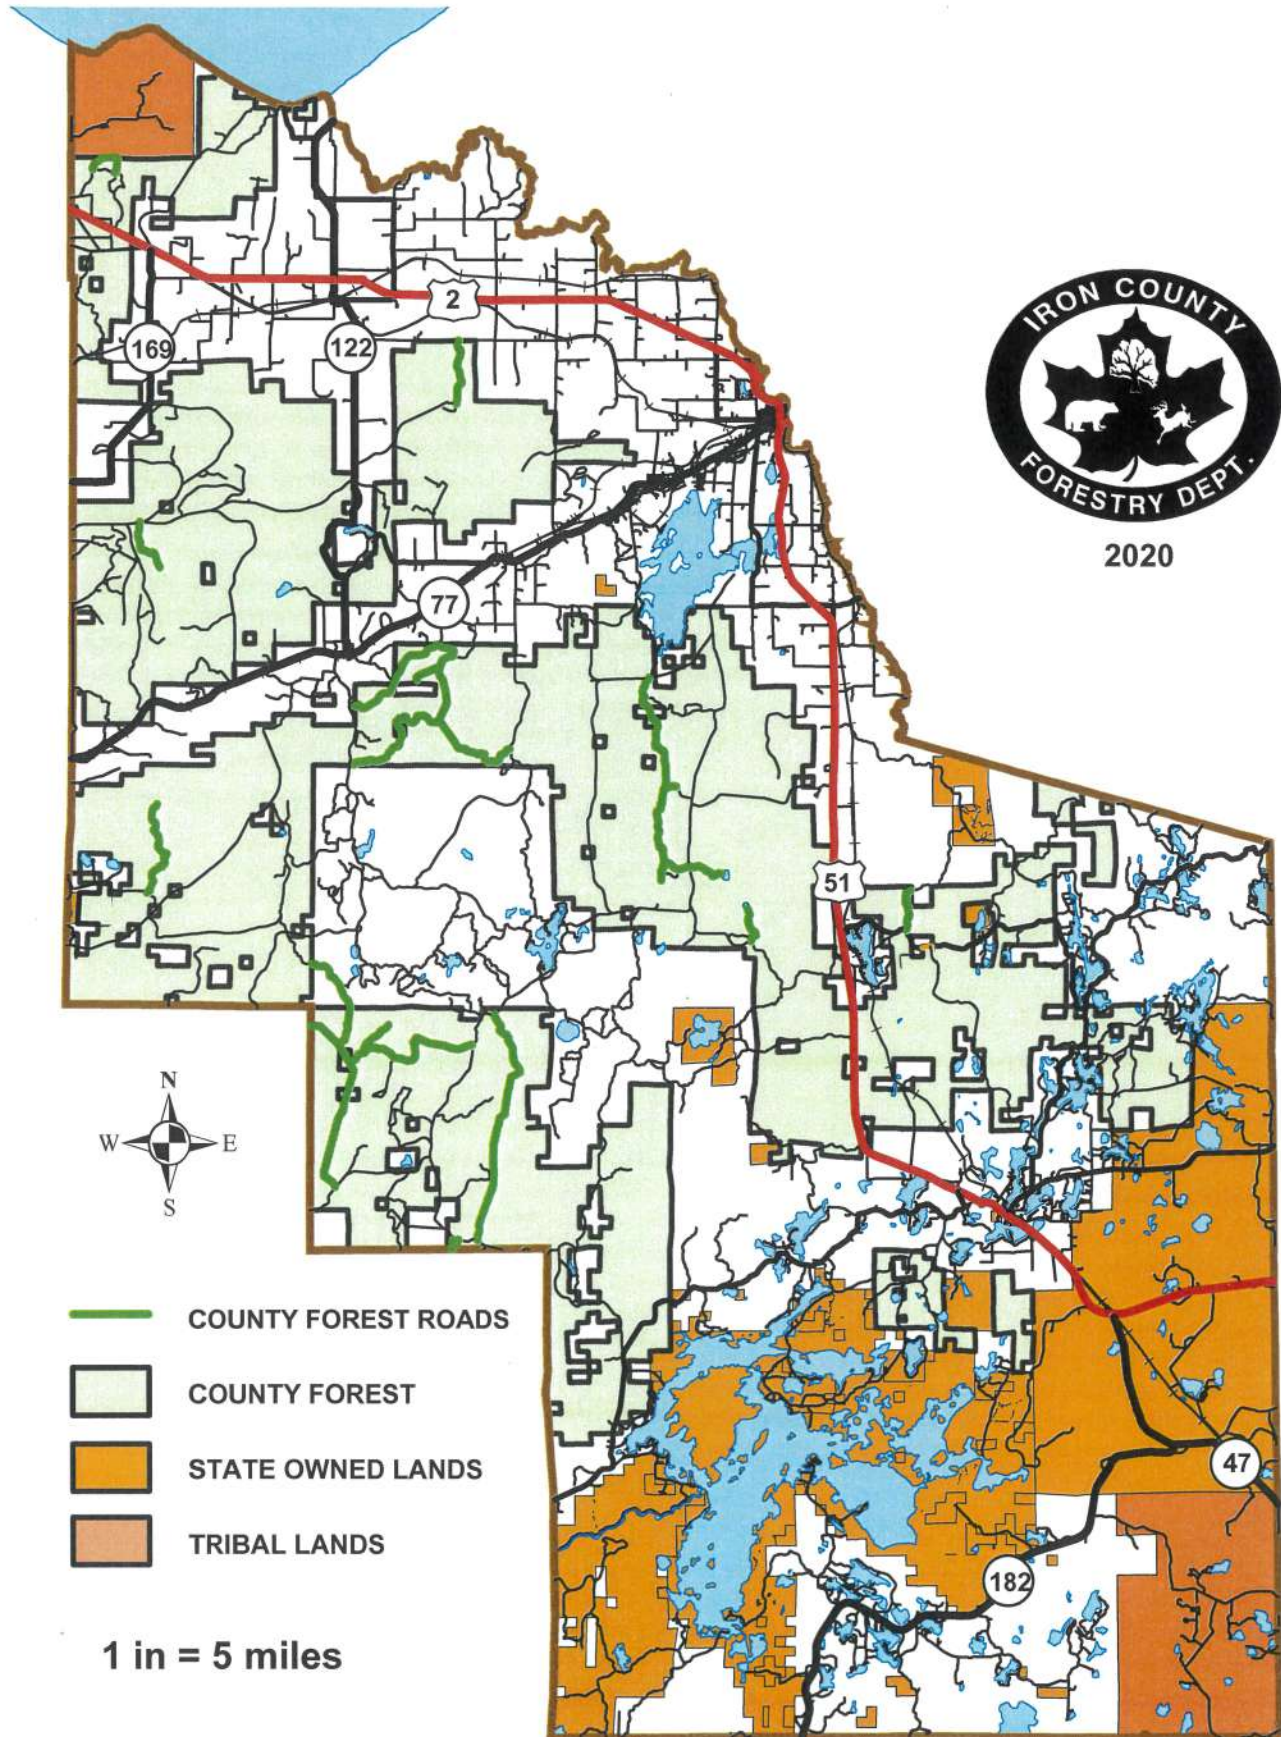 IRON COUNTY
FORESTRY DEPT.
2020
2
169
122
77
51
47
182
N
W E
S
COUNTY FOREST ROADS
COUNTY FOREST
STATE OWNED LANDS
TRIBAL LANDS
1 in = 5 miles